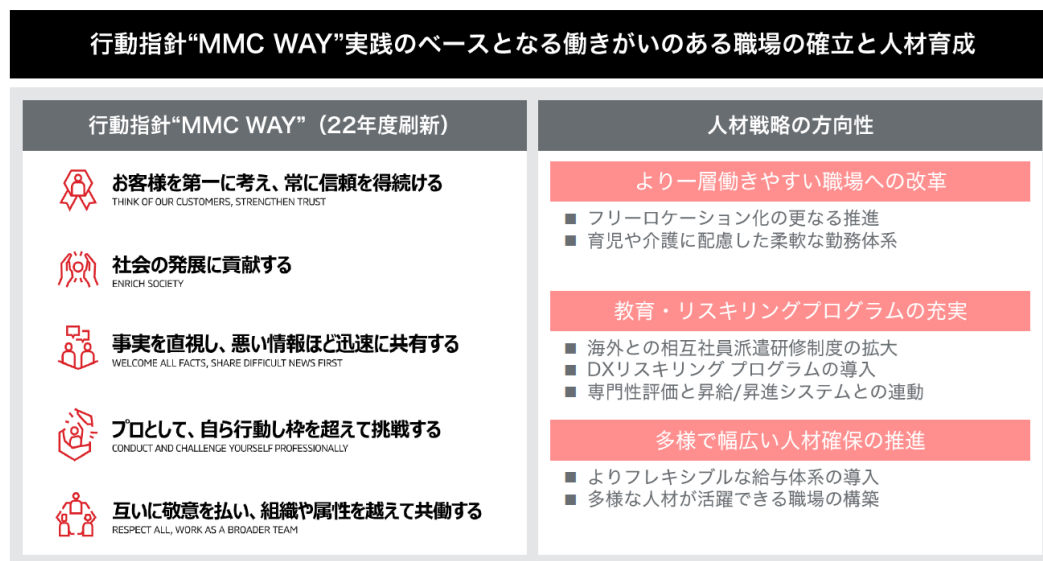 行動指針“MMC WAY”実践のベースとなる働きがいのある職場の確立と人材育成
行動指針“MMC WAY”（22年度刷新）
お客様を第一に考え、常に信頼を得続ける
THINK OF OUR CUSTOMERS, STRENGTHEN TRUST
社会の発展に貢献する
ENRICH SOCIETY
事実を直視し、悪い情報ほど迅速に共有する
WELCOME ALL FACTS, SHARE DIFFICULT NEWS FIRST
プロとして、自ら行動し枠を超えて挑戦する
CONDUCT AND CHALLENGE YOURSELF PROFESSIONALLY
互いに敬意を払い、組織や属性を越えて共働する
RESPECT ALL, WORK AS A BROADER TEAM
人材戦略の方向性
より一層働きやすい職場への改革
■ フリーロケーション化の更なる推進
■ 育児や介護に配慮した柔軟な勤務体系
教育・リスキリングプログラムの充実
■ 海外との相互社員派遣研修制度の拡大
■ DXリスキリング プログラムの導入
■ 専門性評価と昇給/昇進システムとの連動
多様で幅広い人材確保の推進
■ よりフレキシブルな給与体系の導入
■ 多様な人材が活躍できる職場の構築